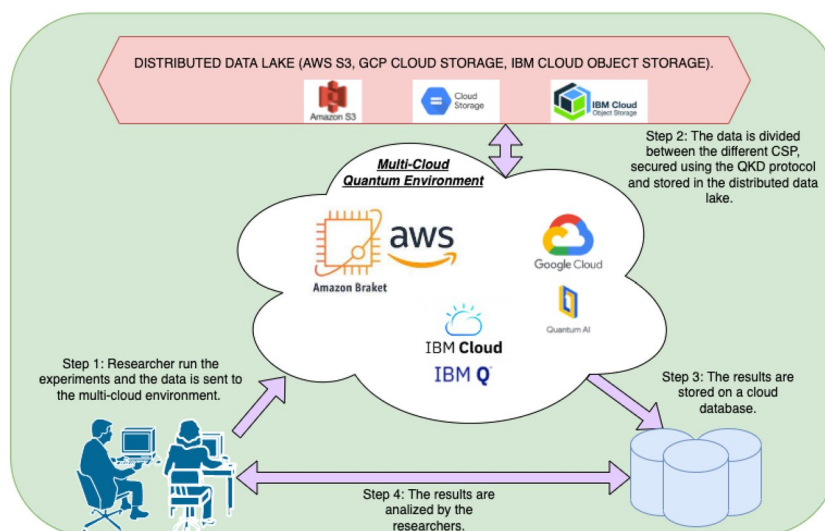 DISTRIBUTED DATA LAKE (AWS S3, GCP CLOUD STORAGE, IBM CLOUD OBJECT STORAGE).
Amazon S3
Cloud
Storage
IBM Cloud
Object Storage
Step 2: The data is divided
between the different CSP,
secured using the QKD protocol
and stored in the distributed data
lake.
Multi-Cloud
Quantum Environment
aws
Amazon Braket
Google Cloud
Quantum AI
IBM Cloud
IBM Q
Step 1: Researcher run the
experiments and the data is sent to
the multi-cloud environment.
Step 3: The results are
stored on a cloud
database.
Step 4: The results are
analized by the
researchers.